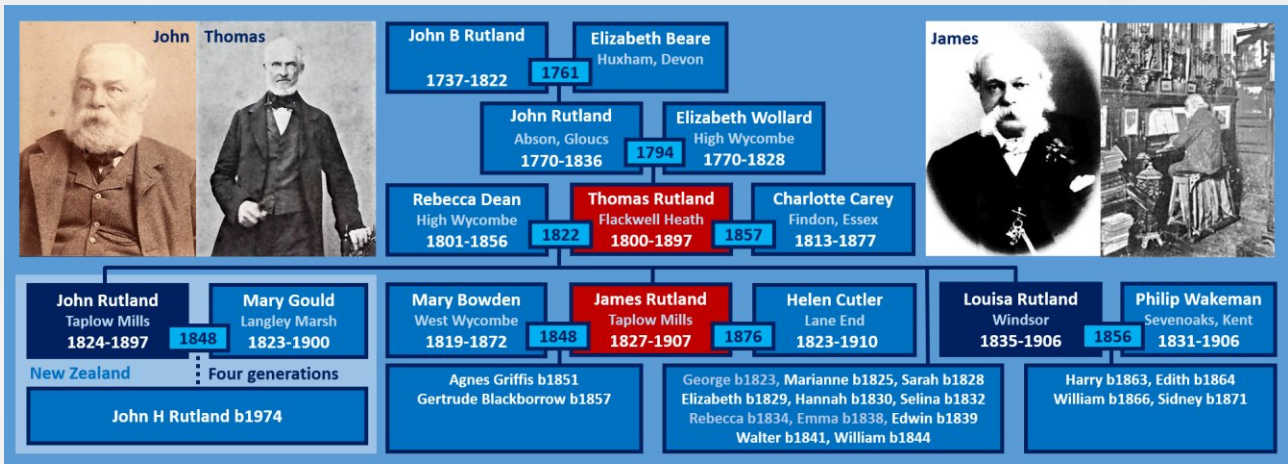 John
Thomas
John B Rutland
1737-1822
1761
Elizabeth Beare
Huxham, Devon
James
John Rutland
Abson, Gloucs
1770-1836
1794
Elizabeth Wollard
High Wycombe
1770-1828
Rebecca Dean
High Wycombe
1801-1856
1822
Thomas Rutland
Flackwell Heath
1800-1897
1857
Charlotte Carey
Findon, Essex
1813-1877
John Rutland
Taplow Mills
1824-1897
1848
Mary Gould
Langley Marsh
1823-1900
Mary Bowden
West Wycombe
1819-1872
1848
James Rutland
Taplow Mills
1827-1907
1876
Helen Cutler
Lane End
1823-1910
Louisa Rutland
Windsor
1835-1906
1856
Philip Wakeman
Sevenoaks, Kent
1831-1906
New Zealand
Four generations
John H Rutland b1974
Agnes Griffis b1851
Gertrude Blackborrow b1857
George b1823, Marianne b1825, Sarah b1828
Elizabeth b1829, Hannah b1830, Selina b1832
Rebecca b1834, Emma b1838, Edwin b1839
Walter b1841, William b1844
Harry b1863, Edith b1864
William b1866, Sidney b1871